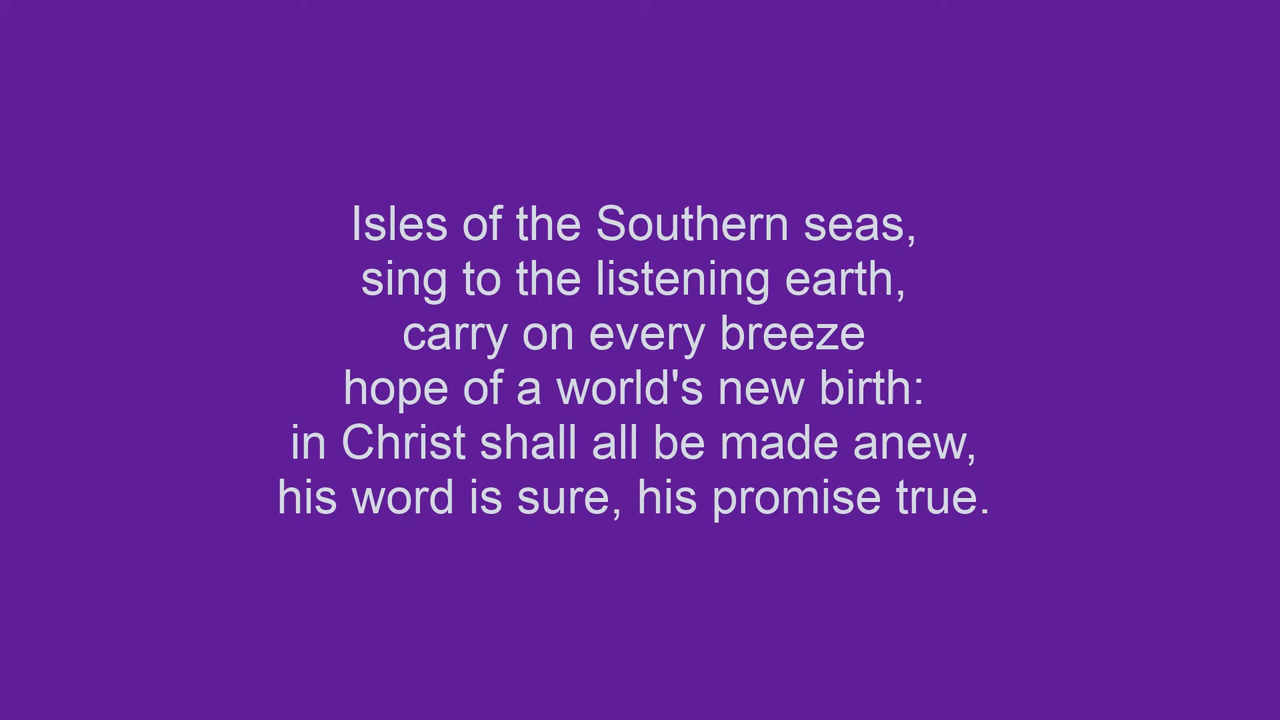 Isles of the Southern seas,
sing to the listening earth,
carry on every breeze
hope of a world's new birth:
in Christ shall all be made anew,
his word is sure, his promise true.